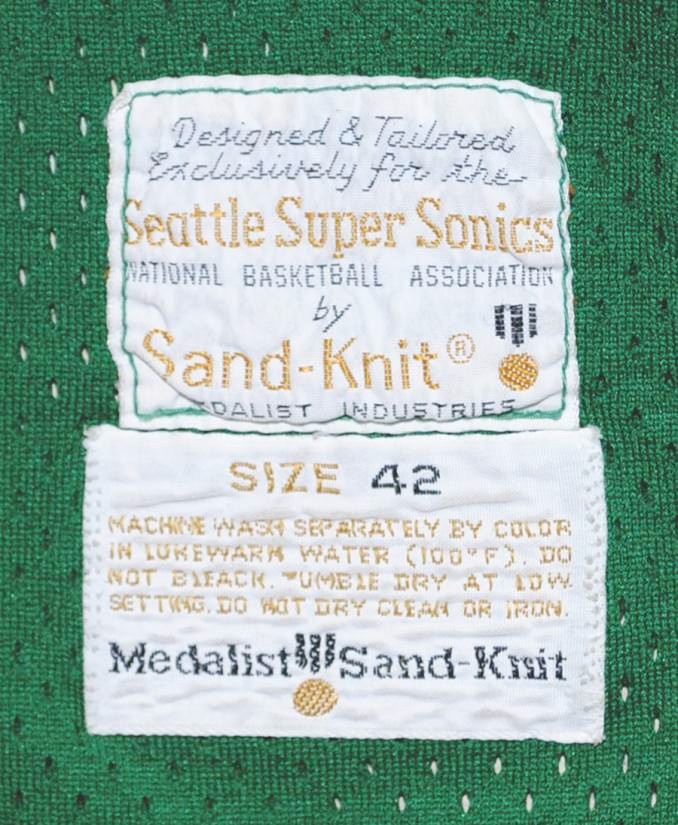 Designed & Tailored
Exclusively for the
Seattle Super Sonics
NATIONAL BASKETBALL ASSOCIATION
by
Sand-Knit®
DALIST INDUSTRIES
SIZE 42
MACHINE WASH SEPARATELY BY COLOR
IN LUKEWARM WATER (100°F). DO
NOT BLEACH. TUMBLE DRY AT LOW
SETTING. DO NOT DRY CLEAN OR IRON.
Medalist Sand-Knit